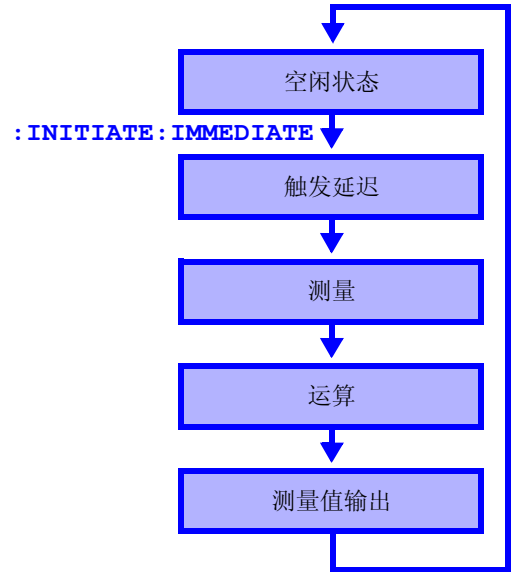 空闲状态
:INITIATE:IMMEDIATE
触发延迟
测量
运算
测量值输出